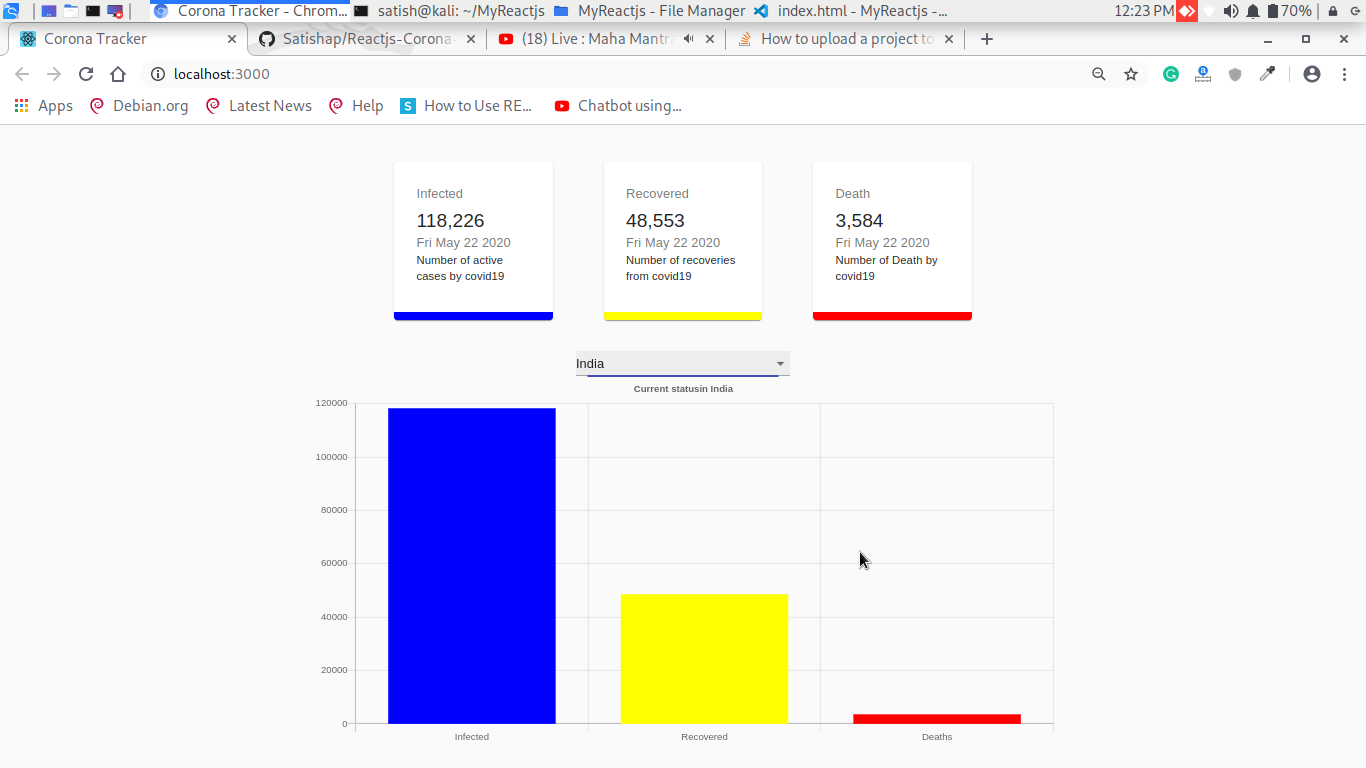 Corona Tracker - Chrom... satish@kali: ~/MyReactjs MyReactjs - File Manager index.html - MyReactjs -... 12:23 PM 70%
Corona Tracker Satishap/Reactjs-Corona- (18) Live : Maha Mantra How to upload a project to
localhost:3000
Apps Debian.org Latest News Help S How to Use RE... Chatbot using...
Infected
118,226
Fri May 22 2020
Number of active
cases by covid19
Recovered
48,553
Fri May 22 2020
Number of recoveries
from covid19
Death
3,584
Fri May 22 2020
Number of Death by
covid19
India
Current statusin India
120000
100000
80000
60000
40000
20000
0
Infected Recovered Deaths